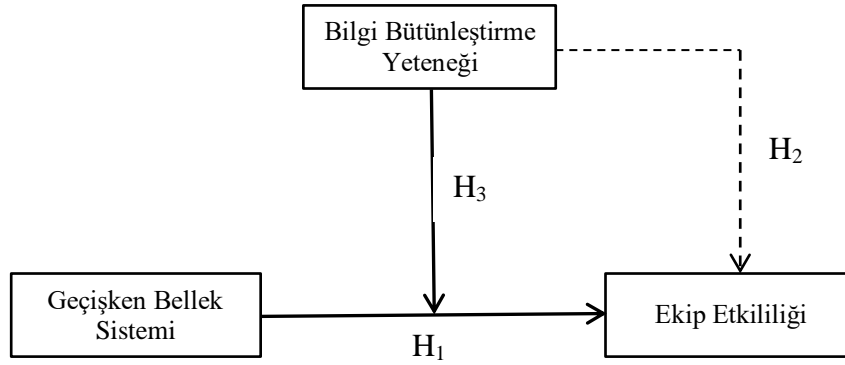 Bilgi Bütünleştirme
Yeteneği
H₂
H₃
Geçişken Bellek
Sistemi
Ekip Etkililiği
H₁